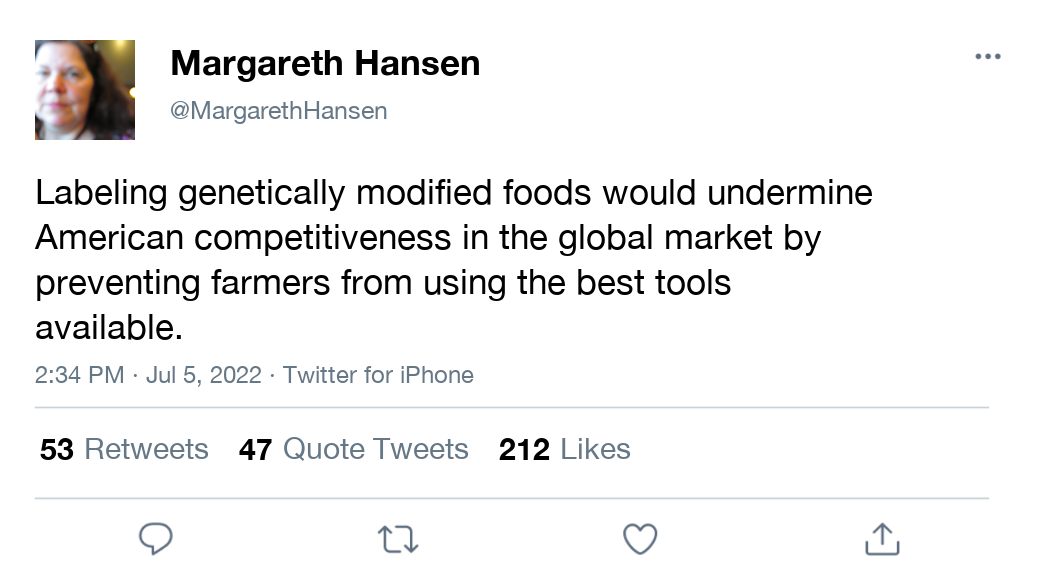 Margareth Hansen
@MargarethHansen
Labeling genetically modified foods would undermine
American competitiveness in the global market by
preventing farmers from using the best tools
available.
2:34 PM · Jul 5, 2022 · Twitter for iPhone
53 Retweets 47 Quote Tweets 212 Likes